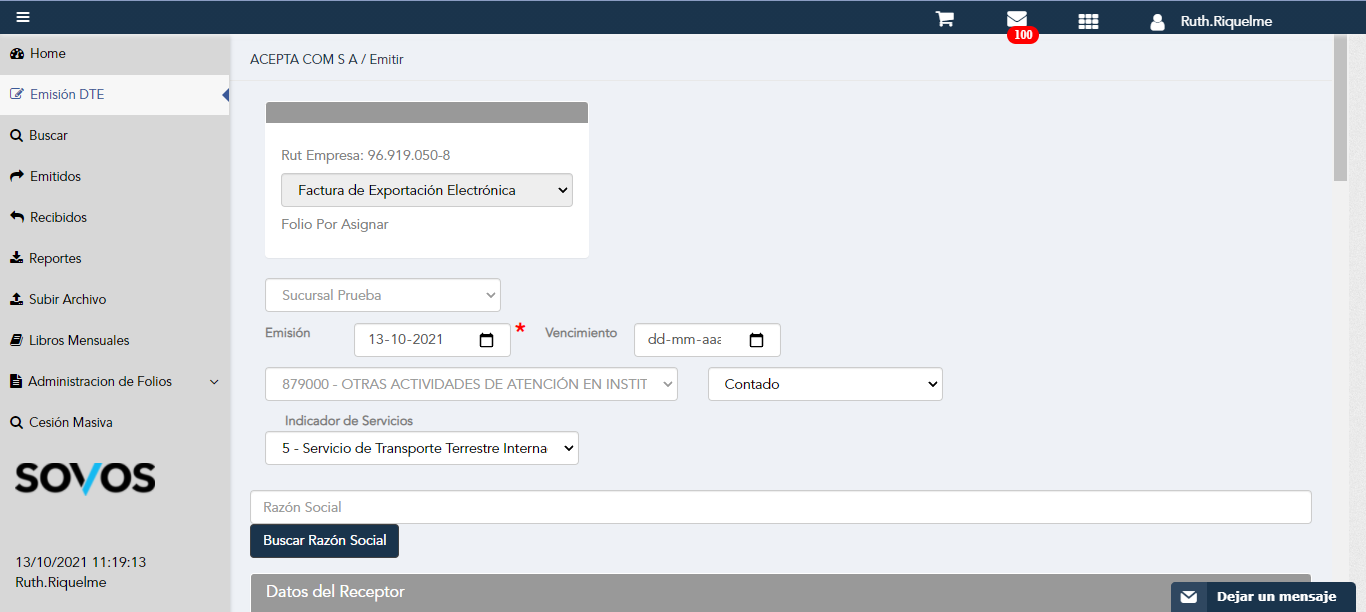 100
Ruth.Riquelme
Home
Emisión DTE
Buscar
Emitidos
Recibidos
Reportes
Subir Archivo
Libros Mensuales
Administracion de Folios
Cesión Masiva
sovos
13/10/2021 11:19:13
Ruth.Riquelme
ACEPTA COM S A / Emitir
Rut Empresa: 96.919.050-8
Factura de Exportación Electrónica
Folio Por Asignar
Sucursal Prueba
Emisión 13-10-2021 * Vencimiento dd-mm-aaa
879000 - OTRAS ACTIVIDADES DE ATENCIÓN EN INSTIT Contado
Indicador de Servicios
5 - Servicio de Transporte Terrestre Interna
Razón Social
Buscar Razón Social
Datos del Receptor
Dejar un mensaje